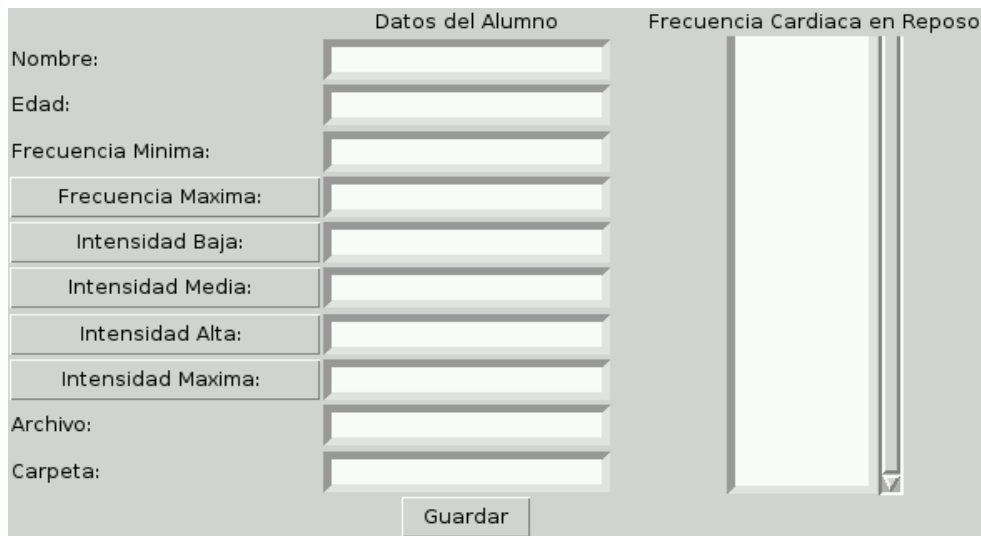 Datos del Alumno
Frecuencia Cardiaca en Reposo
Nombre:
Edad:
Frecuencia Minima:
Frecuencia Maxima:
Intensidad Baja:
Intensidad Media:
Intensidad Alta:
Intensidad Maxima:
Archivo:
Carpeta:
Guardar